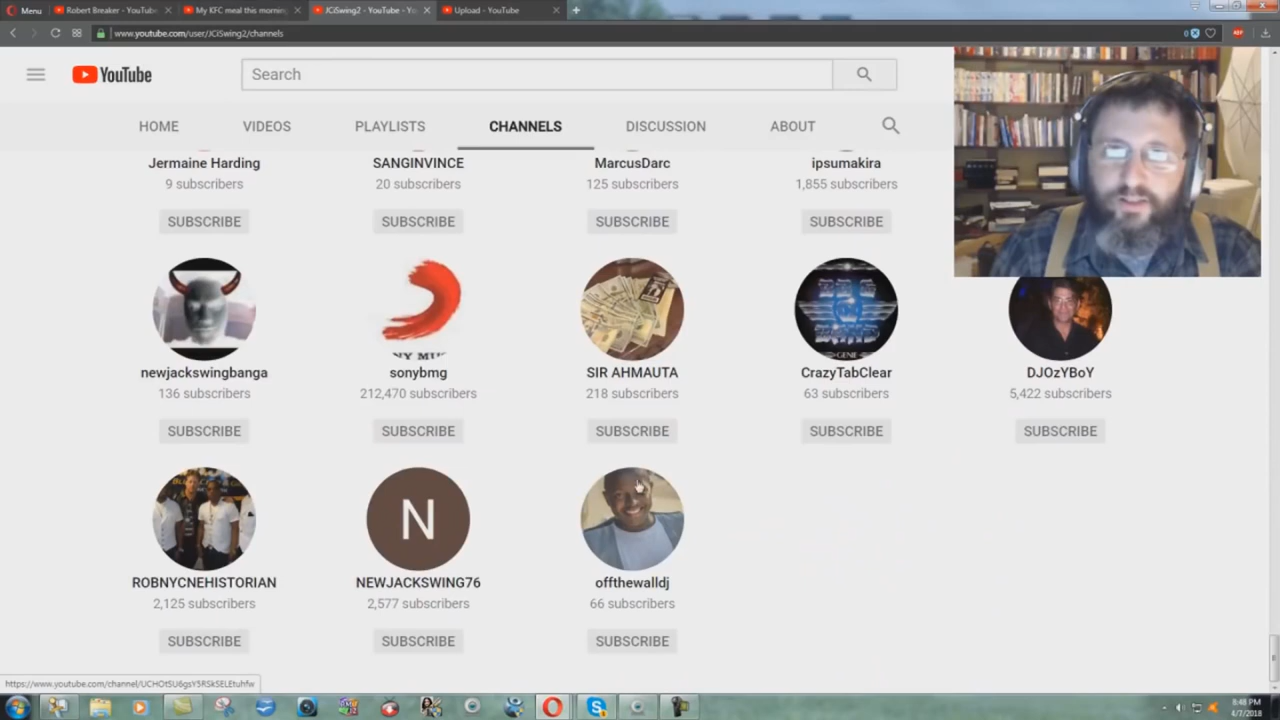 Menu
Robert Breaker - YouTube
My KFC meal this mornin
JCiSwing2 - YouTube - Yo
Upload - YouTube
www.youtube.com/user/JCiSwing2/channels
0
ABP
YouTube
Search
HOME VIDEOS PLAYLISTS CHANNELS DISCUSSION ABOUT
Jermaine Harding
9 subscribers
SUBSCRIBE
SANGINVINCE
20 subscribers
SUBSCRIBE
MarcusDarc
125 subscribers
SUBSCRIBE
ipsumakira
1,855 subscribers
SUBSCRIBE
newjackswingbanga
136 subscribers
SUBSCRIBE
sonybmg
212,470 subscribers
SUBSCRIBE
SIR AHMAUTA
218 subscribers
SUBSCRIBE
GENIE
CrazyTabClear
63 subscribers
SUBSCRIBE
DJOzYBoY
5,422 subscribers
SUBSCRIBE
ROBNYCNEHISTORIAN
2,125 subscribers
SUBSCRIBE
N
NEWJACKSWING76
2,577 subscribers
SUBSCRIBE
offthewalldj
66 subscribers
SUBSCRIBE
8:48 PM
4/7/2018